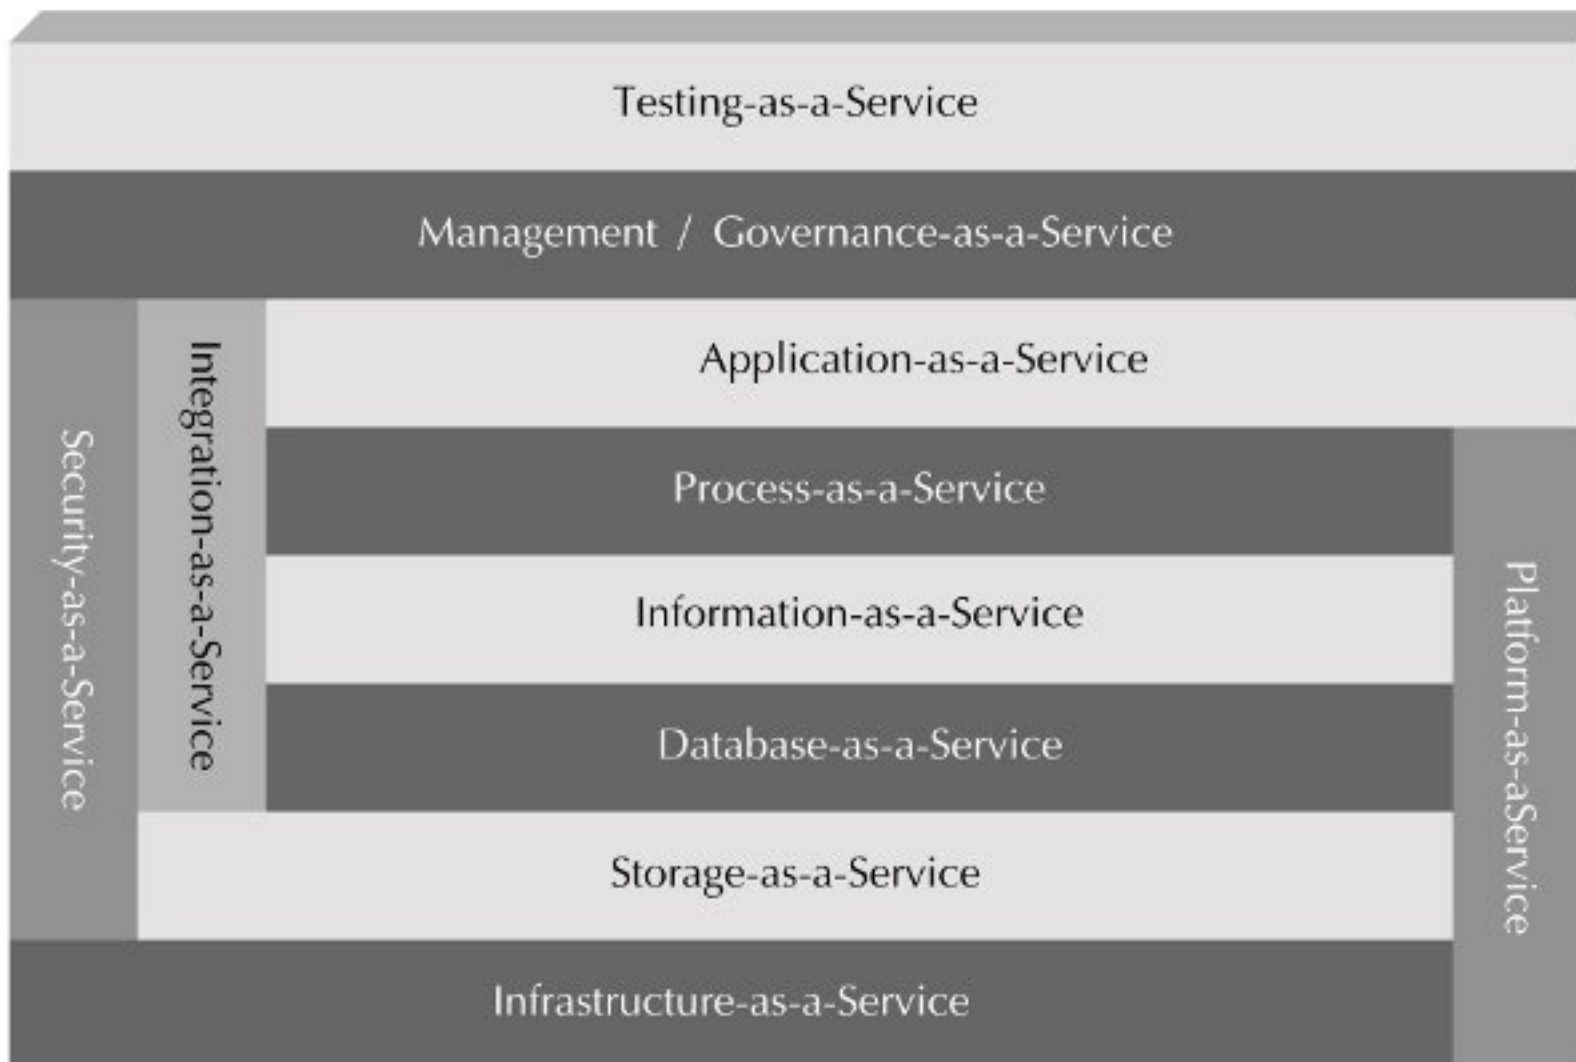 Testing-as-a-Service
Management / Governance-as-a-Service
Security-as-a-Service
Integration-as-a-Service
Application-as-a-Service
Process-as-a-Service
Information-as-a-Service
Database-as-a-Service
Storage-as-a-Service
Platform-as-aService
Infrastructure-as-a-Service